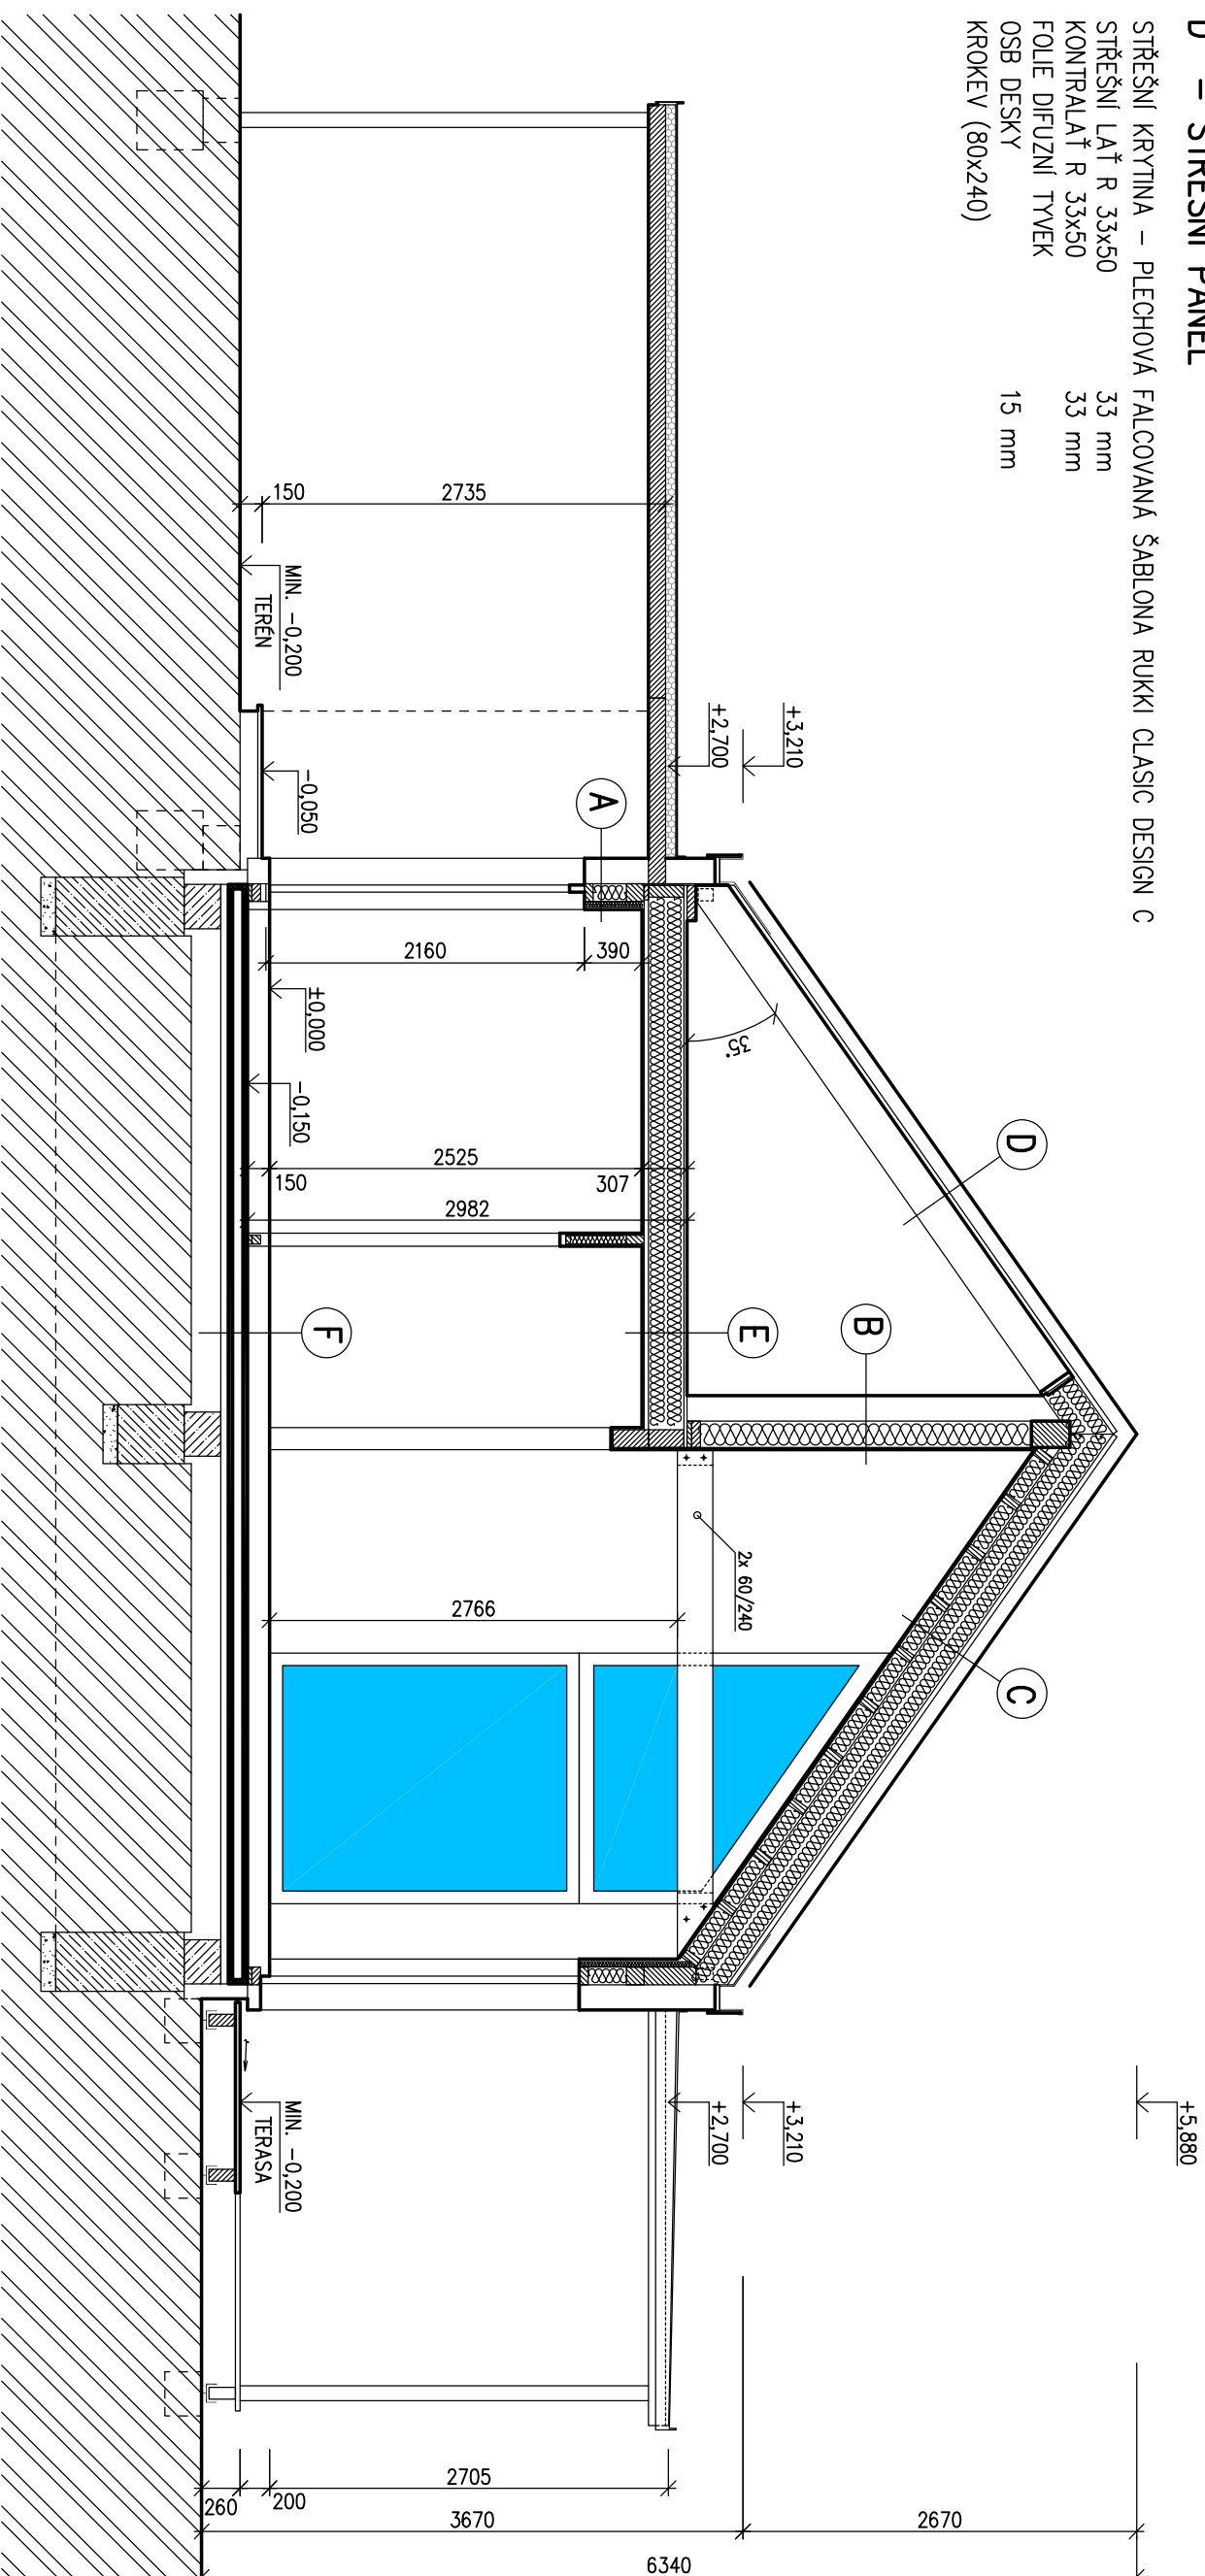 D - STŘEŠNÍ PANEL
STŘEŠNÍ KRYTINA - PLECHOVÁ FALCOVANÁ ŠABLONA RUKKI CLASIC DESIGN C
STŘEŠNÍ LAŤ R 33x50 33 mm
KONTRALAŤ R 33x50 33 mm
FOLIE DIFUZNÍ TYVEK
OSB DESKY 15 mm
KROKEV (80x240)
+5,880
+3,210
+2,700
+3,210
+2,700
D
C
B
E
A
F
35°
2x 60/240
2735
150
MIN. -0,200
TERÉN
-0,050
2160
390
±0,000
-0,150
2525
150
307
2982
2766
MIN. -0,200
TERASA
2705
200
260
3670
2670
6340